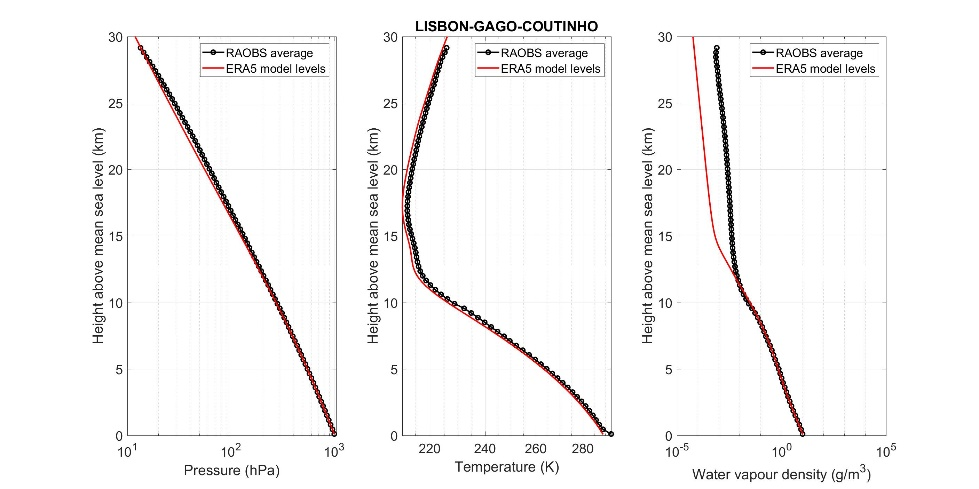 LISBON-GAGO-COUTINHO
RAOBS average
ERA5 model levels
Height above mean sea level (km)
30
25
20
15
10
5
0
10^1
10^2
10^3
Pressure (hPa)
RAOBS average
ERA5 model levels
Height above mean sea level (km)
30
25
20
15
10
5
0
220
240
260
280
Temperature (K)
RAOBS average
ERA5 model levels
Height above mean sea level (km)
30
25
20
15
10
5
0
10^-5
10^0
10^5
Water vapour density (g/m^3)